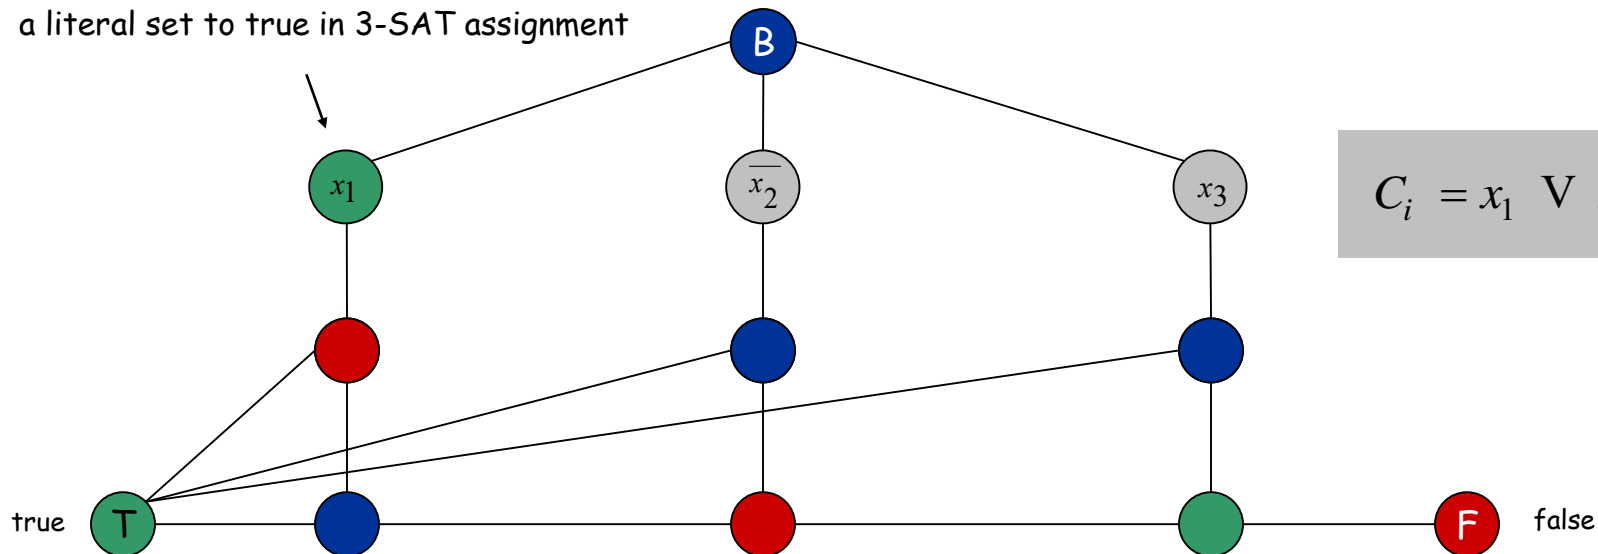 a literal set to true in 3-SAT assignment
B
x₁ x̅₂ x₃
Cᵢ = x₁ V
true T F false